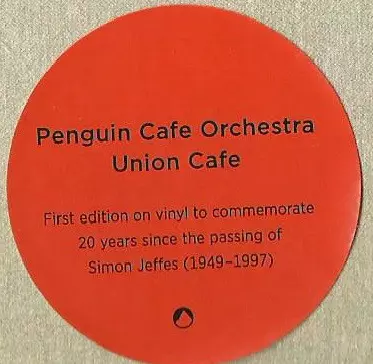 Penguin Cafe Orchestra
Union Cafe
First edition on vinyl to commemorate
20 years since the passing of
Simon Jeffes (1949-1997)